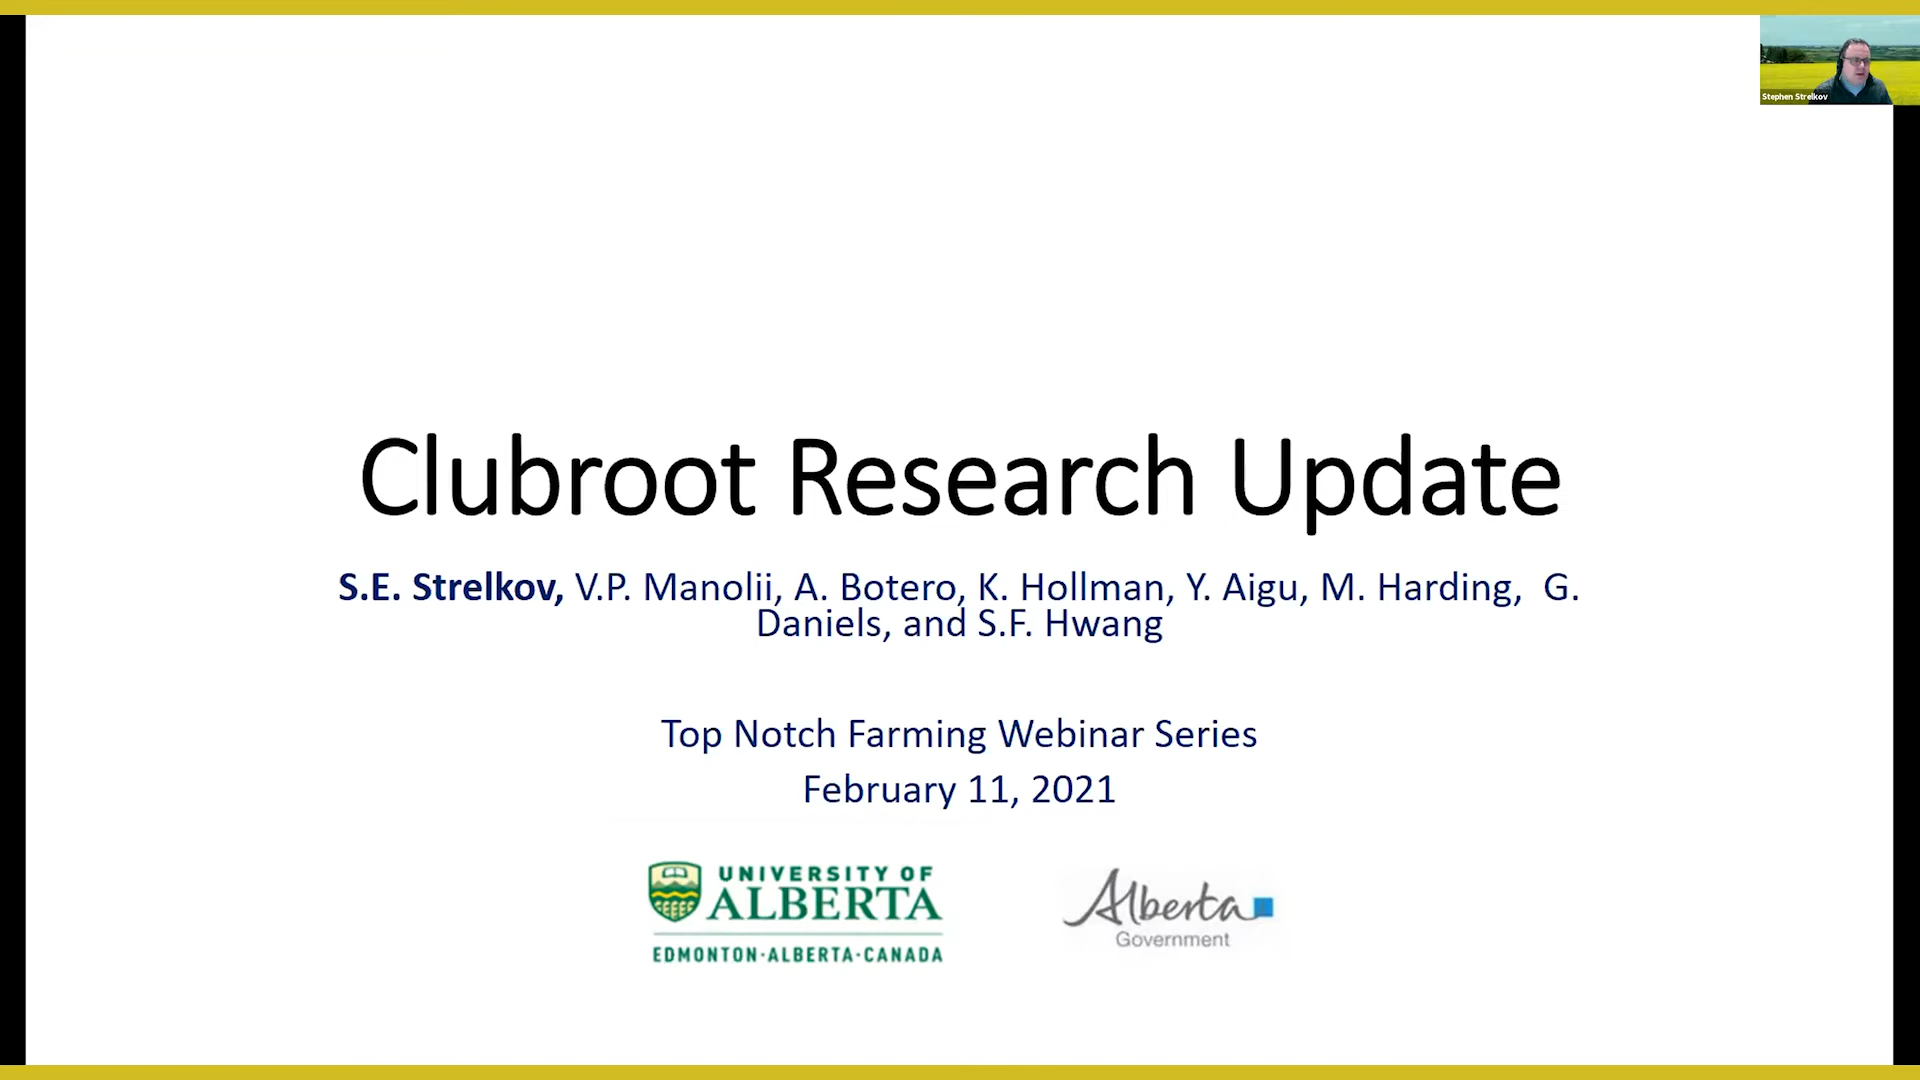 Stephen Strelkov
Clubroot Research Update
S.E. Strelkov, V.P. Manolii, A. Botero, K. Hollman, Y. Aigu, M. Harding,  G.
Daniels, and S.F. Hwang
Top Notch Farming Webinar Series
February 11, 2021
UNIVERSITY OF
ALBERTA
EDMONTON·ALBERTA·CANADA
Alberta
Government